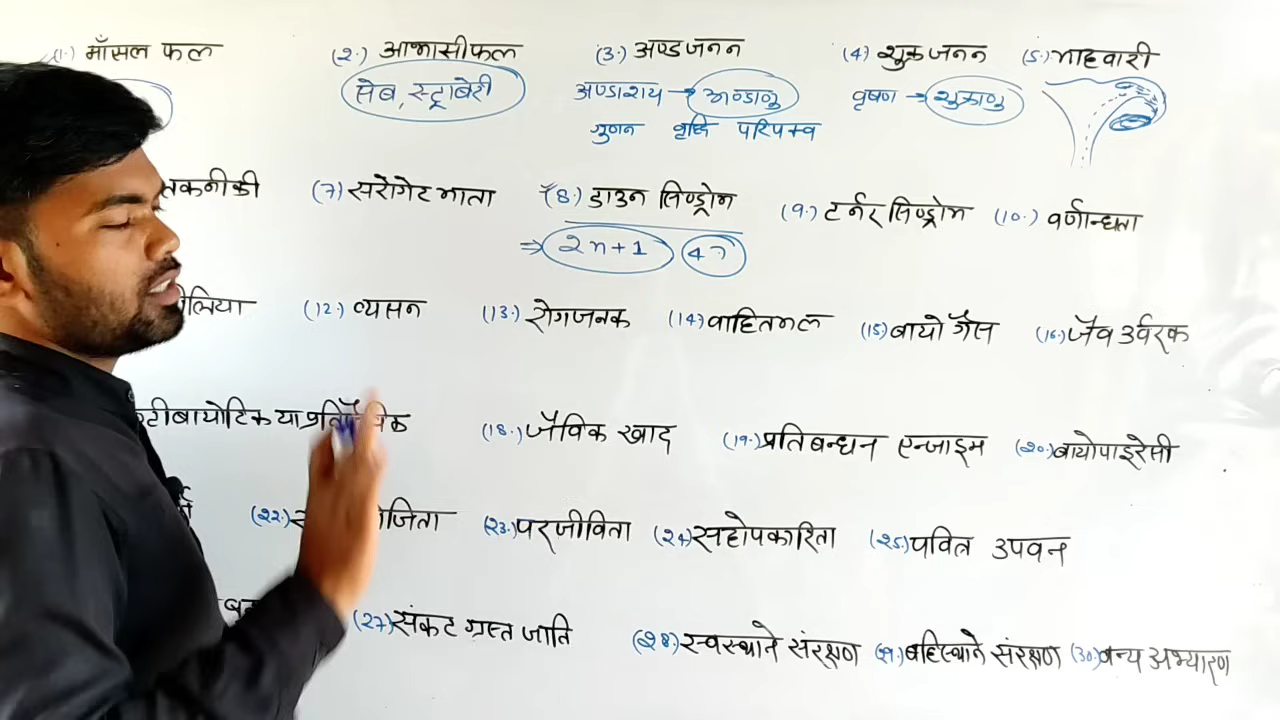 (1.) माँसल फल (2.) आभासीफल (3.) अण्डजनन (4) शुक्रजनन (5.) माहवारी
सेब, स्ट्राबेरी अण्डाशय → अण्डाणु वृषण → शुक्राणु
गुणन वृद्धि परिपक्व
तकनीकी (7) सरोगेट माता (8.) डाउन सिण्ड्रोम (9.) टर्नर सिण्ड्रोम (10.) वर्णान्धता
⇒ 2n+1 47
(12.) व्यसन (13.) रोगजनक (14) वाहितमल (15) बायो गैस (16.) जैव उर्वरक
(18.) जैविक खाद (19.) प्रतिबन्धन एन्जाइम (20.) बायोपाइरेसी
(22.) (23.) परजीविता (24) सहोपकारिता (25) पवित्र उपवन
(27) संकट ग्रस्त जाति (28.) स्वस्थाने संरक्षण (29.) बहिस्थाने संरक्षण (30.) वन्य अभ्यारण